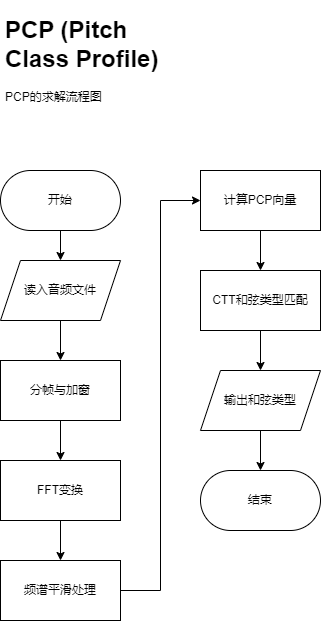 PCP (Pitch
Class Profile)
PCP的求解流程图
开始
读入音频文件
分帧与加窗
FFT变换
频谱平滑处理
计算PCP向量
CTT和弦类型匹配
输出和弦类型
结束